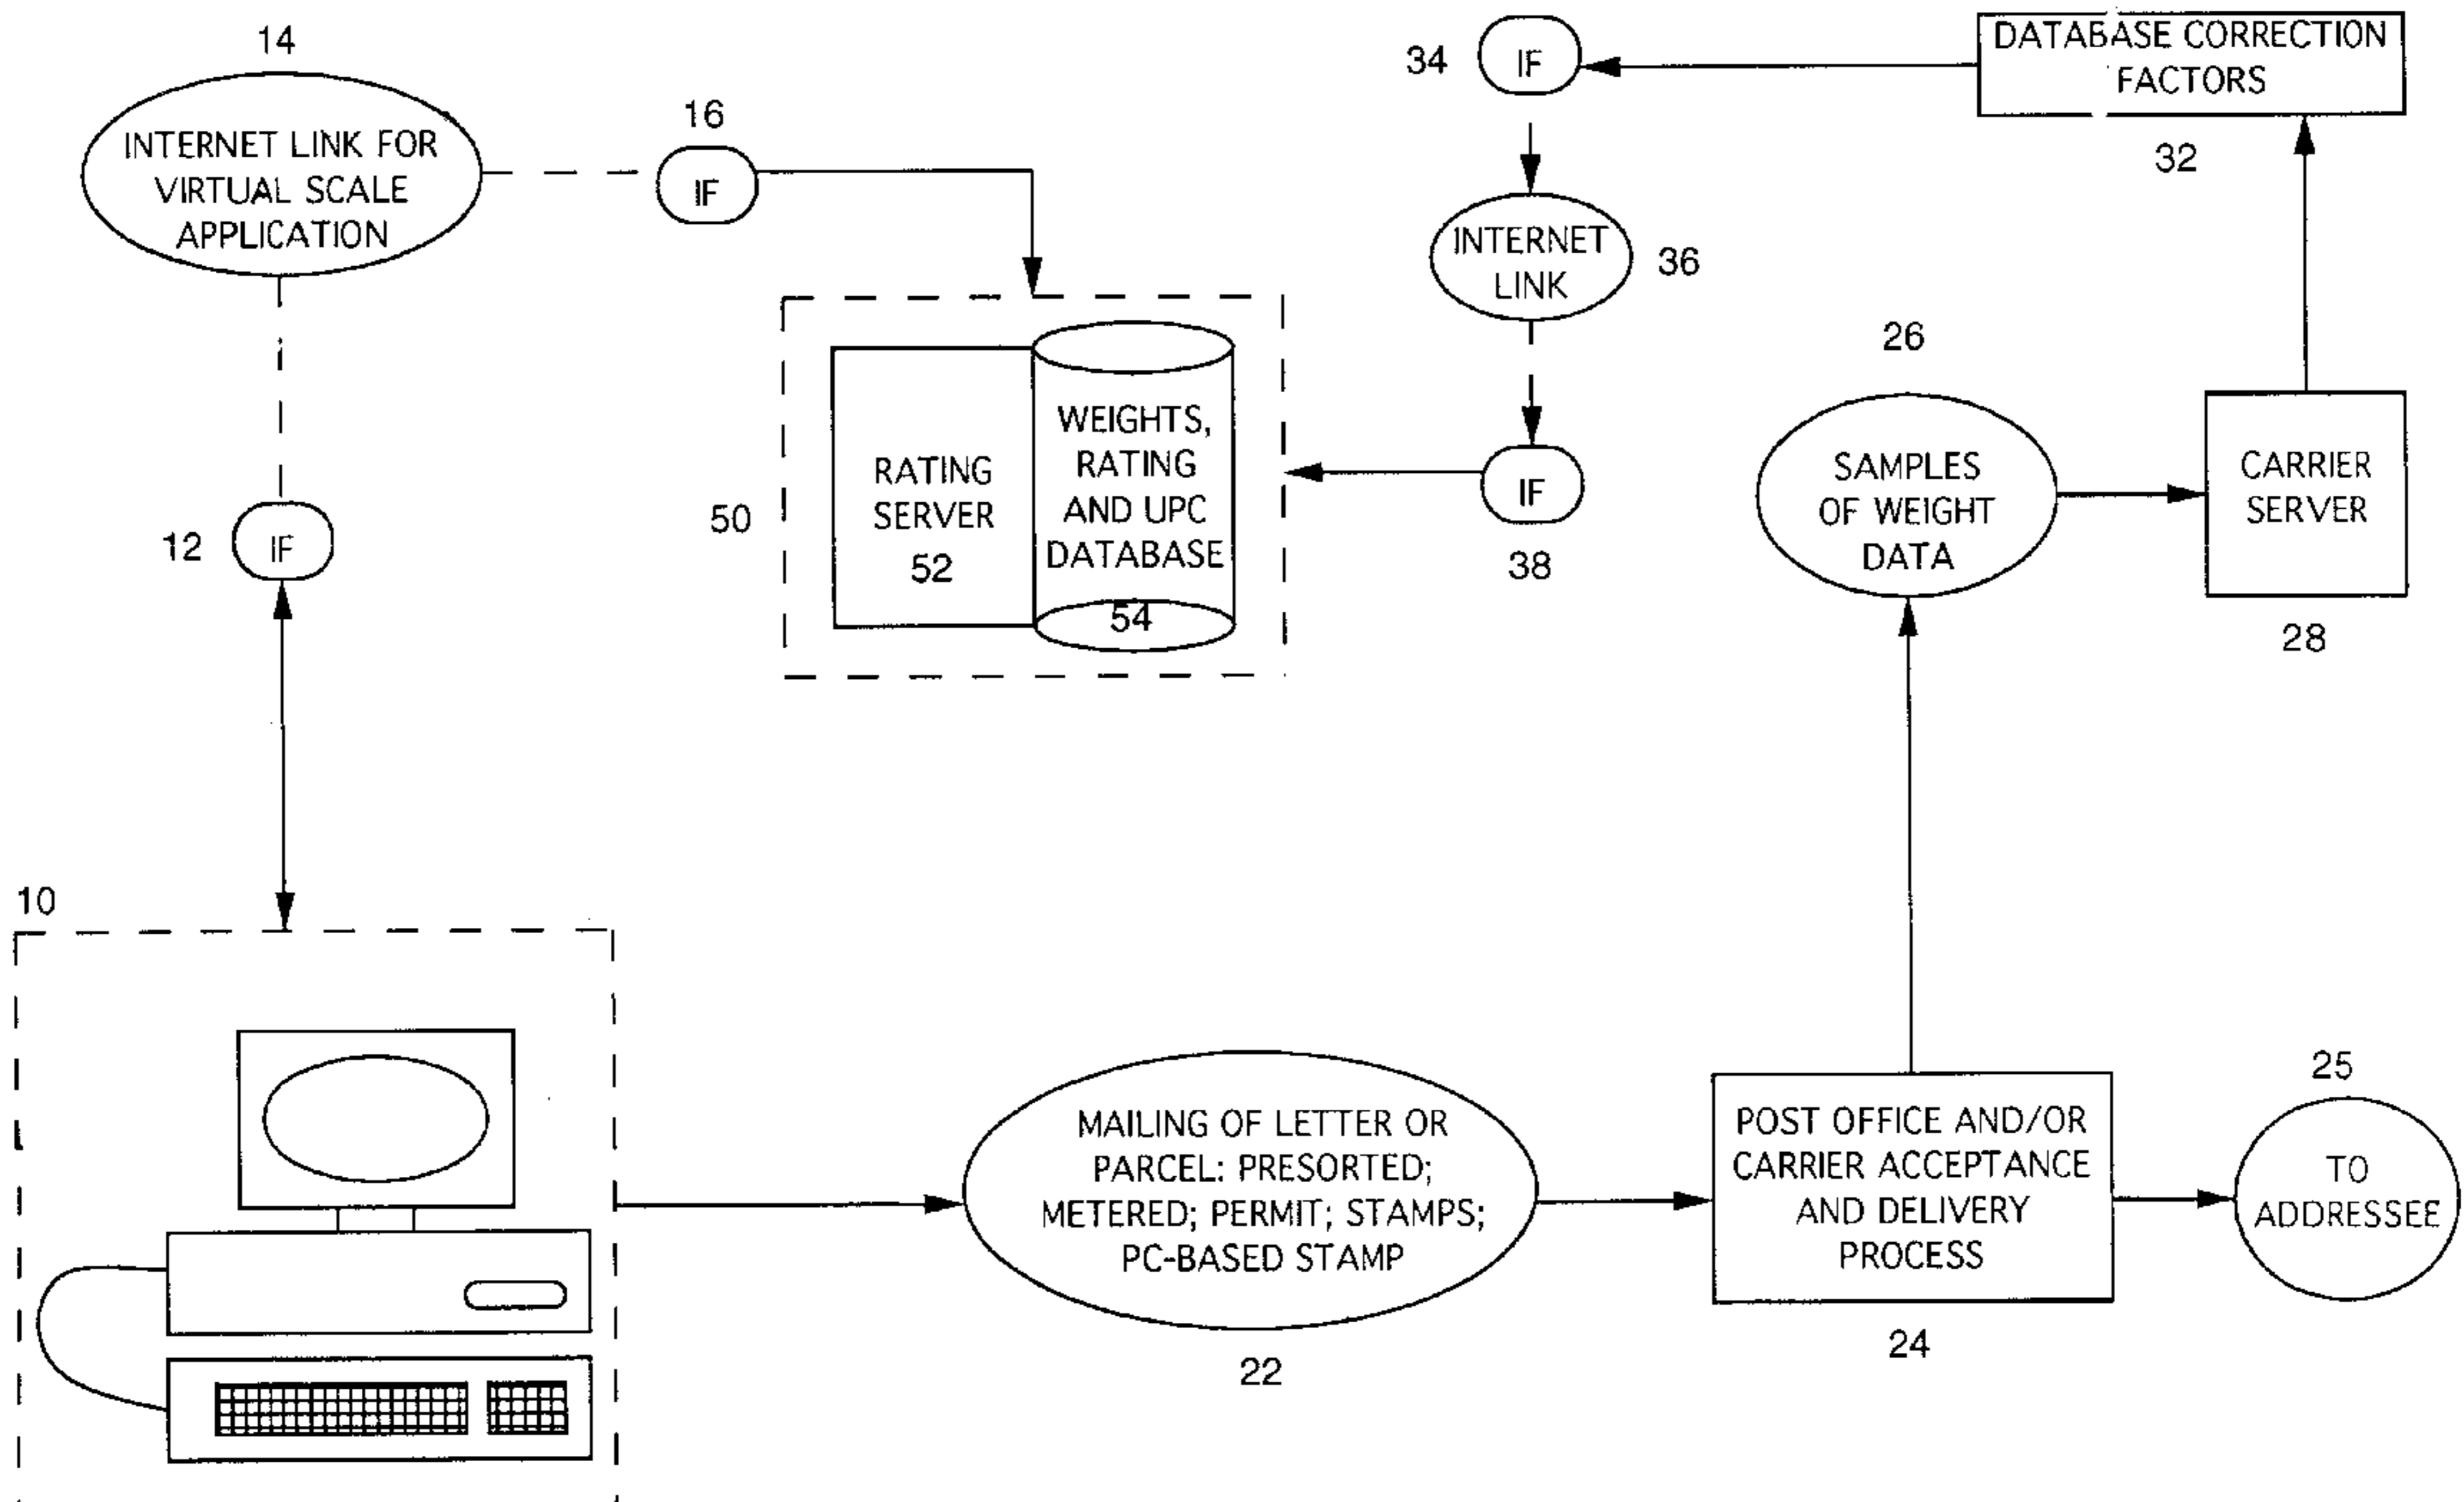 14
INTERNET LINK FOR
VIRTUAL SCALE
APPLICATION
16
IF
34
IF
DATABASE CORRECTION
FACTORS
32
INTERNET
LINK
36
12
IF
50
RATING
SERVER
52
WEIGHTS,
RATING
AND UPC
DATABASE
54
IF
38
26
SAMPLES
OF WEIGHT
DATA
CARRIER
SERVER
28
10
MAILING OF LETTER OR
PARCEL: PRESORTED;
METERED; PERMIT; STAMPS;
PC-BASED STAMP
22
POST OFFICE AND/OR
CARRIER ACCEPTANCE
AND DELIVERY
PROCESS
24
25
TO
ADDRESSEE